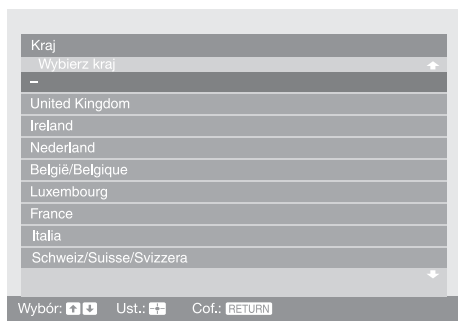 Kraj
Wybierz kraj
–
United Kingdom
Ireland
Nederland
België/Belgique
Luxembourg
France
Italia
Schweiz/Suisse/Svizzera
Wybór: Ust.: Cof.: RETURN